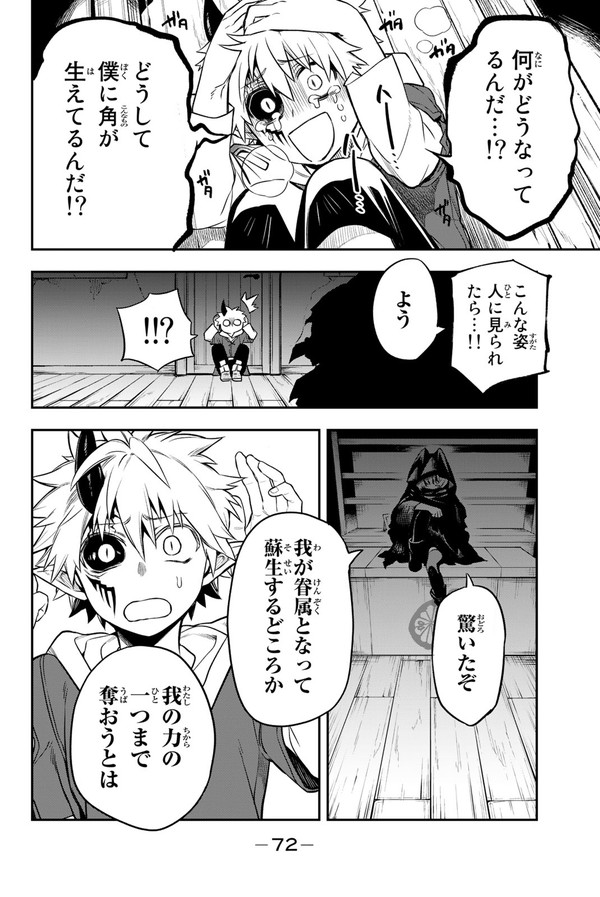 何がどうなって
るんだ…!?
どうして
僕に角が
生えてるんだ!?
ガタ
ガタ
ガタ
ガタ
こんな姿
人に見られ
たら…!!
よう
!!?
驚いたぞ
我が眷属となって
蘇生するどころか
我の力の
一つまで
奪おうとは
—72—